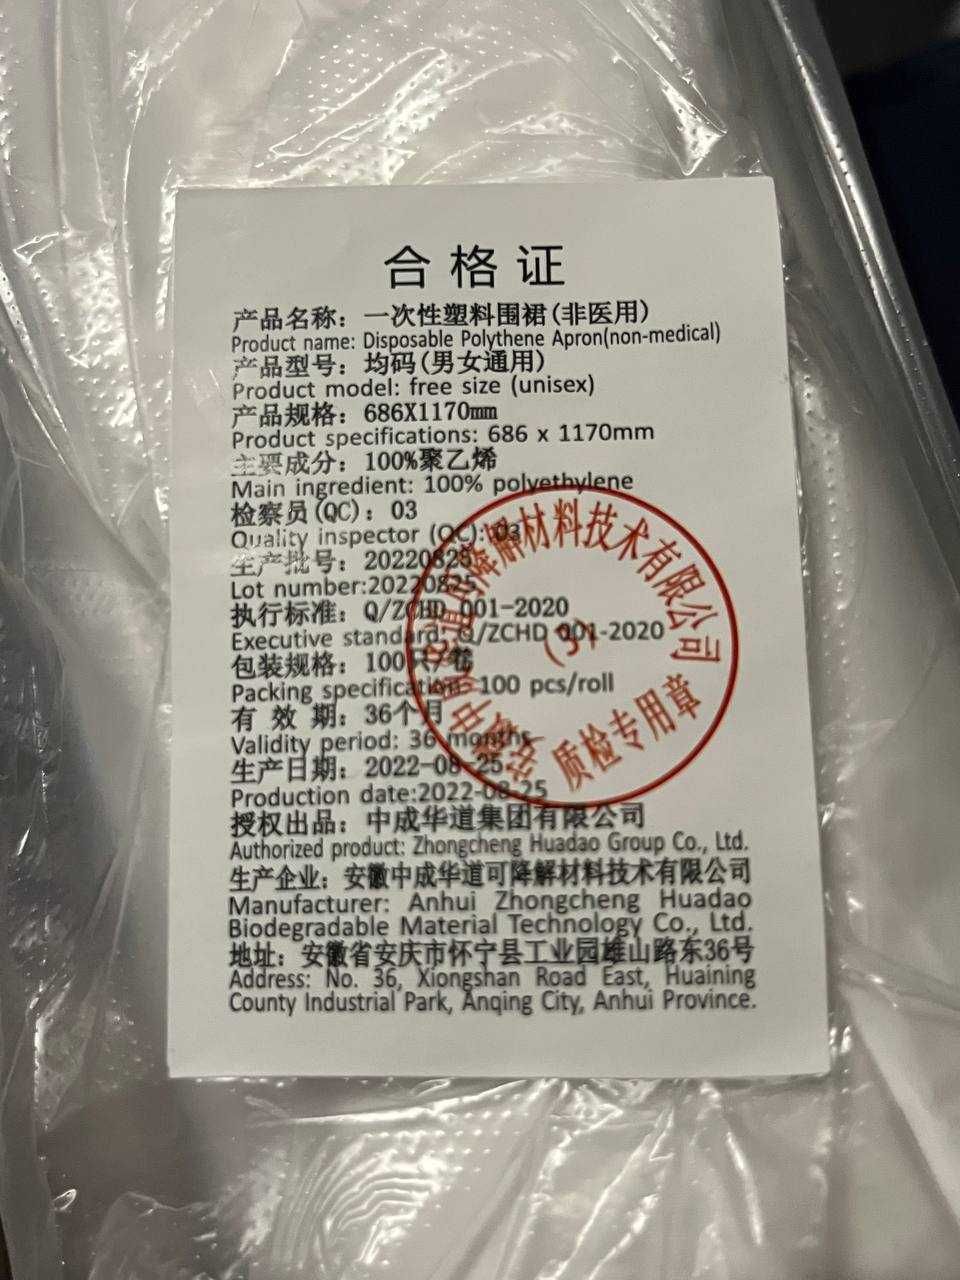 合格证
产品名称：一次性塑料围裙(非医用)
Product name: Disposable Polythene Apron(non-medical)
产品型号：均码(男女通用)
Product model: free size (unisex)
产品规格：686X1170mm
Product specifications: 686 x 1170mm
主要成分：100%聚乙烯
Main ingredient: 100% polyethylene
检察员(QC)：03
Quality inspector (QC): 03
生产批号：20220825
Lot number:20220825
执行标准：Q/ZCHD 001-2020
Executive standard: Q/ZCHD 001-2020
包装规格：100只/卷
Packing specification: 100 pcs/roll
有 效 期：36个月
Validity period: 36 months
生产日期：2022-08-25
Production date:2022-08-25
授权出品：中成华道集团有限公司
Authorized product: Zhongcheng Huadao Group Co., Ltd.
生产企业：安徽中成华道可降解材料技术有限公司
Manufacturer: Anhui Zhongcheng Huadao
Biodegradable Material Technology Co., Ltd.
地址：安徽省安庆市怀宁县工业园雄山路东36号
Address: No. 36, Xiongshan Road East, Huaining
County Industrial Park, Anqing City, Anhui Province.
安徽中成华道可降解材料技术有限公司
(3)
质检专用章